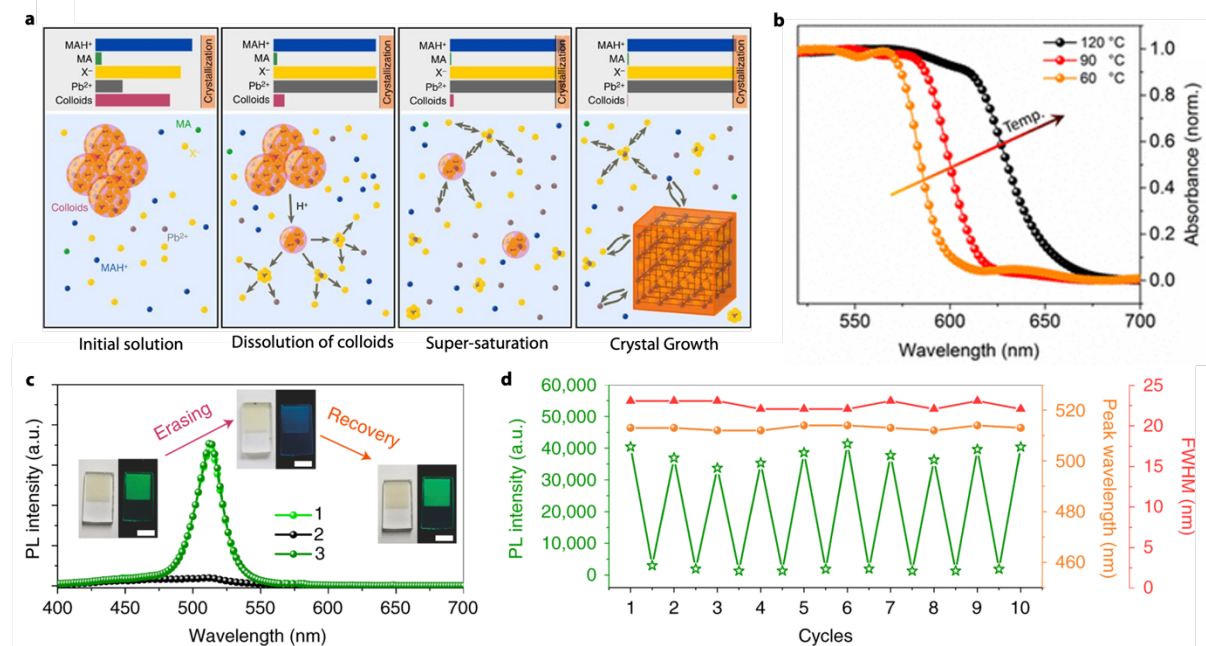 a
MAH⁺
MA
X⁻
Pb²⁺
Colloids
Crystallization
MA
X⁻
Colloids
Pb²⁺
MAH⁺
Initial solution
MAH⁺
MA
X⁻
Pb²⁺
Colloids
Crystallization
H⁺
Dissolution of colloids
MAH⁺
MA
X⁻
Pb²⁺
Colloids
Crystallization
Super-saturation
MAH⁺
MA
X⁻
Pb²⁺
Colloids
Crystallization
Crystal Growth
b
120 °C
90 °C
60 °C
Temp.
1.0
0.8
0.6
0.4
0.2
0.0
Absorbance (norm.)
550
600
650
700
Wavelength (nm)
c
Erasing
Recovery
1
2
3
PL intensity (a.u.)
400
450
500
550
600
650
700
Wavelength (nm)
d
60,000
50,000
40,000
30,000
20,000
10,000
0
PL intensity (a.u.)
520
500
480
460
Peak wavelength (nm)
25
20
15
10
5
0
FWHM (nm)
1
2
3
4
5
6
7
8
9
10
Cycles